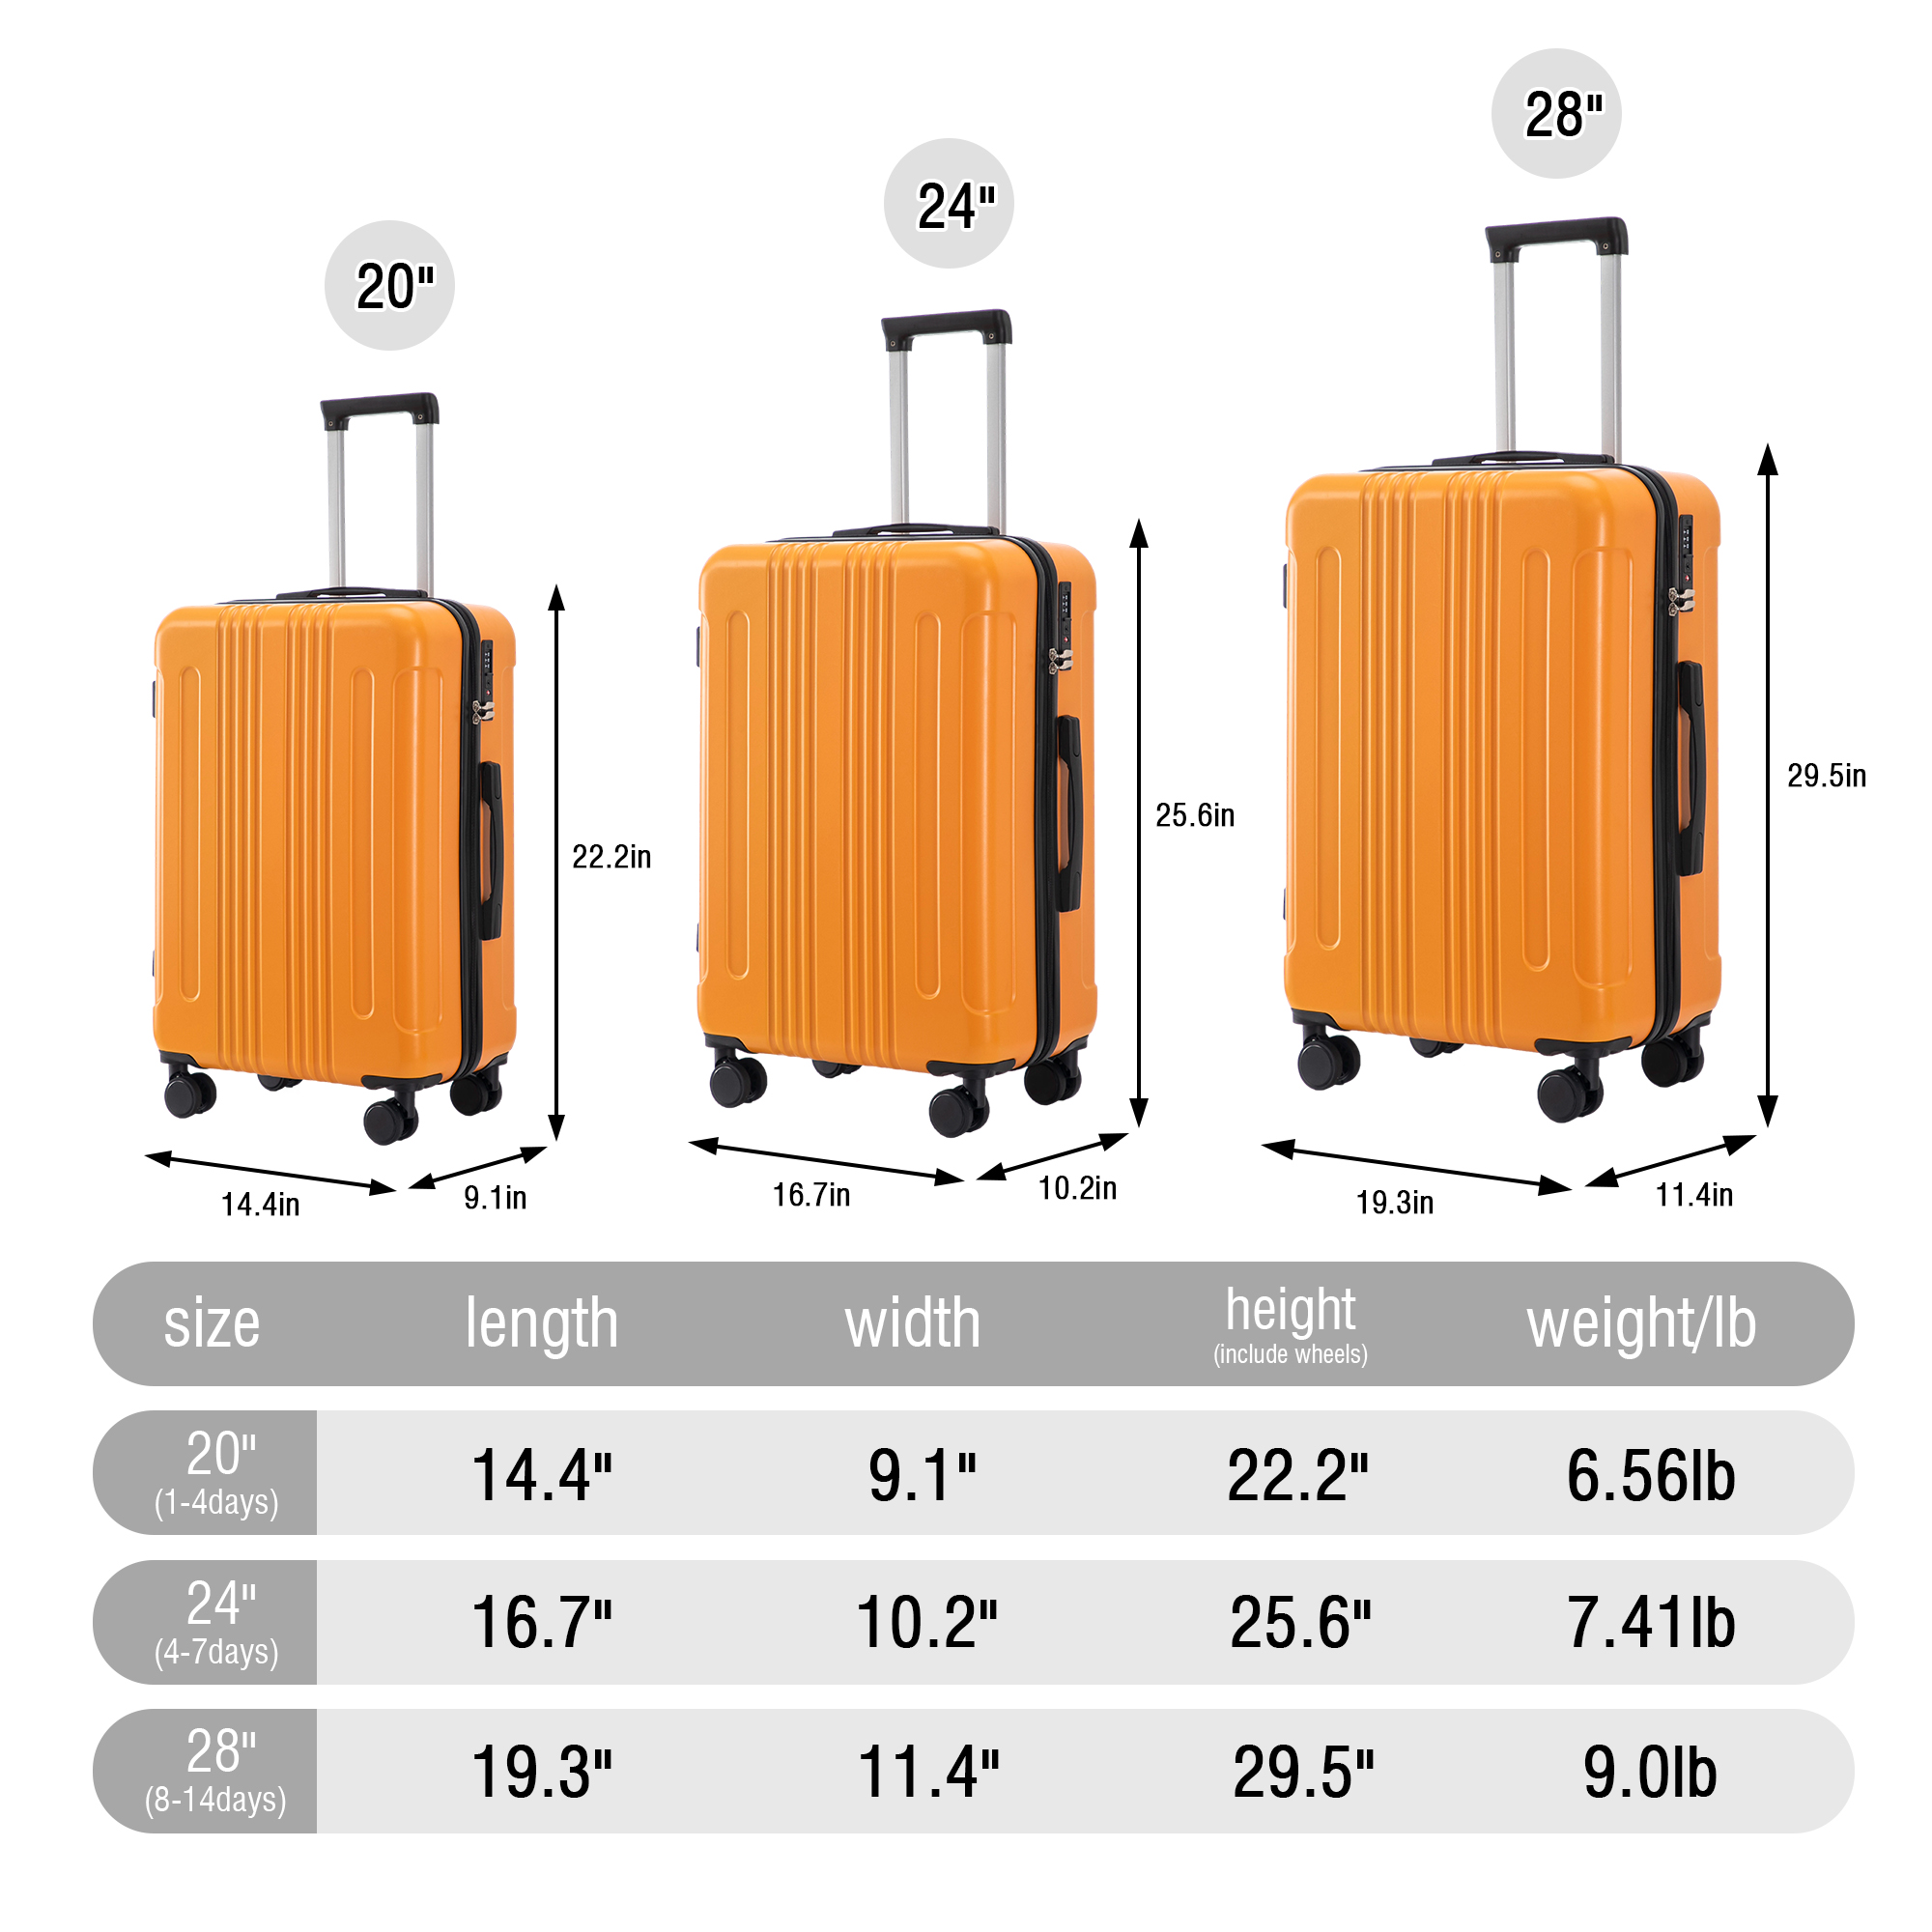 28"
24"
20"
29.5in
25.6in
22.2in
14.4in
9.1in
16.7in
10.2in
19.3in
11.4in
size length width height weight/lb
(include wheels)
20" 14.4" 9.1" 22.2" 6.56lb
(1-4days)
24" 16.7" 10.2" 25.6" 7.41lb
(4-7days)
28" 19.3" 11.4" 29.5" 9.0lb
(8-14days)